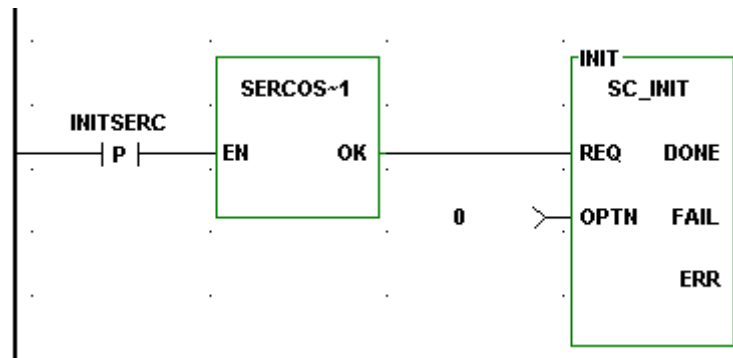 INIT
SERCOS~1
SC_INIT
INITSERC
P
EN OK
REQ DONE
0
OPTN FAIL
ERR